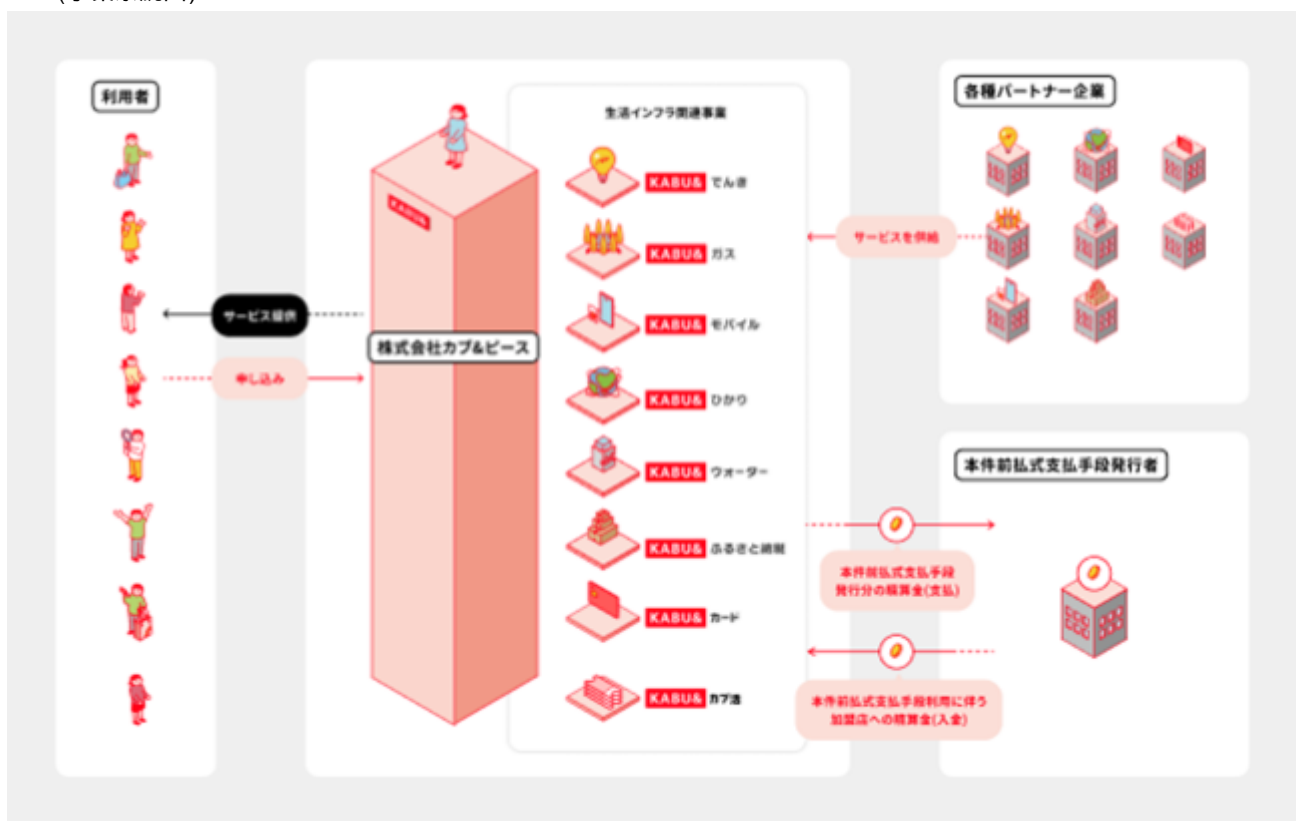 利用者
サービス提供
申し込み
KABU&
株式会社カブ&ピース
生活インフラ関連事業
KABU& でんき
KABU& ガス
KABU& モバイル
KABU& ひかり
KABU& ウォーター
KABU& ふるさと納税
KABU& カード
KABU& カブ活
各種パートナー企業
サービスを供給
本件前払式支払手段発行者
本件前払式支払手段
発行分の精算金(支払)
本件前払式支払手段利用に伴う
加盟店への精算金(入金)